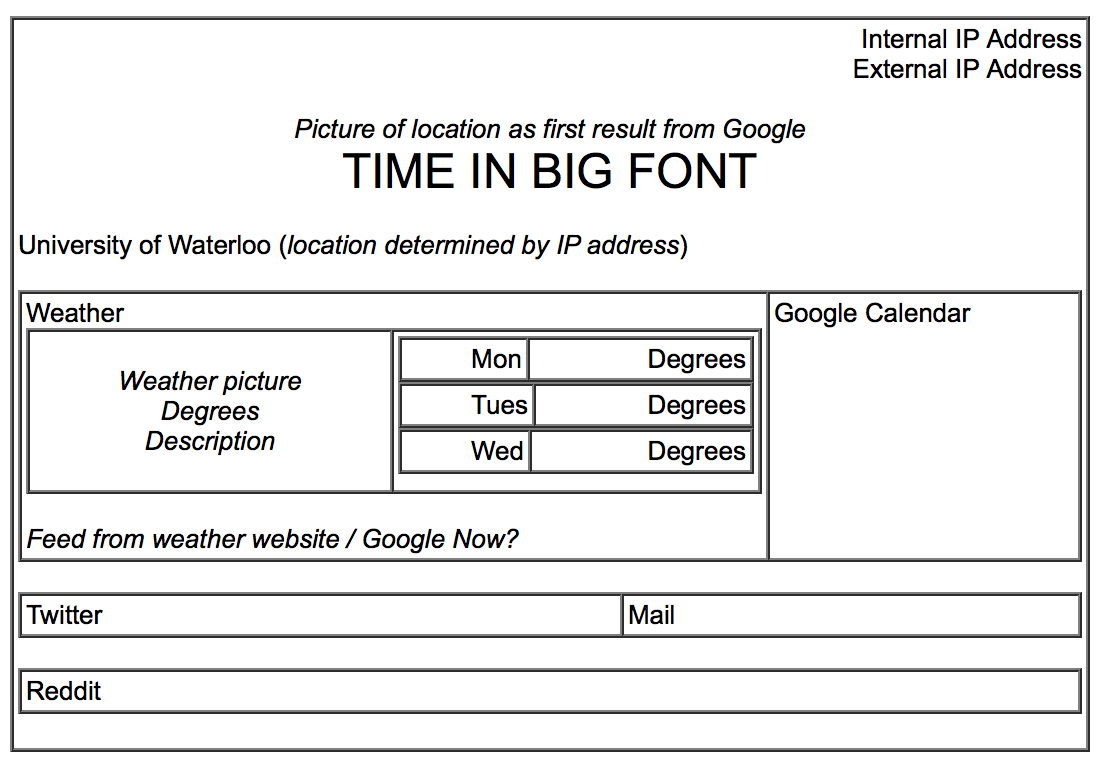 Internal IP Address
External IP Address
Picture of location as first result from Google
TIME IN BIG FONT
University of Waterloo (location determined by IP address)
Weather
Weather picture
Degrees
Description
Mon Degrees
Tues Degrees
Wed Degrees
Feed from weather website / Google Now?
Google Calendar
Twitter
Mail
Reddit